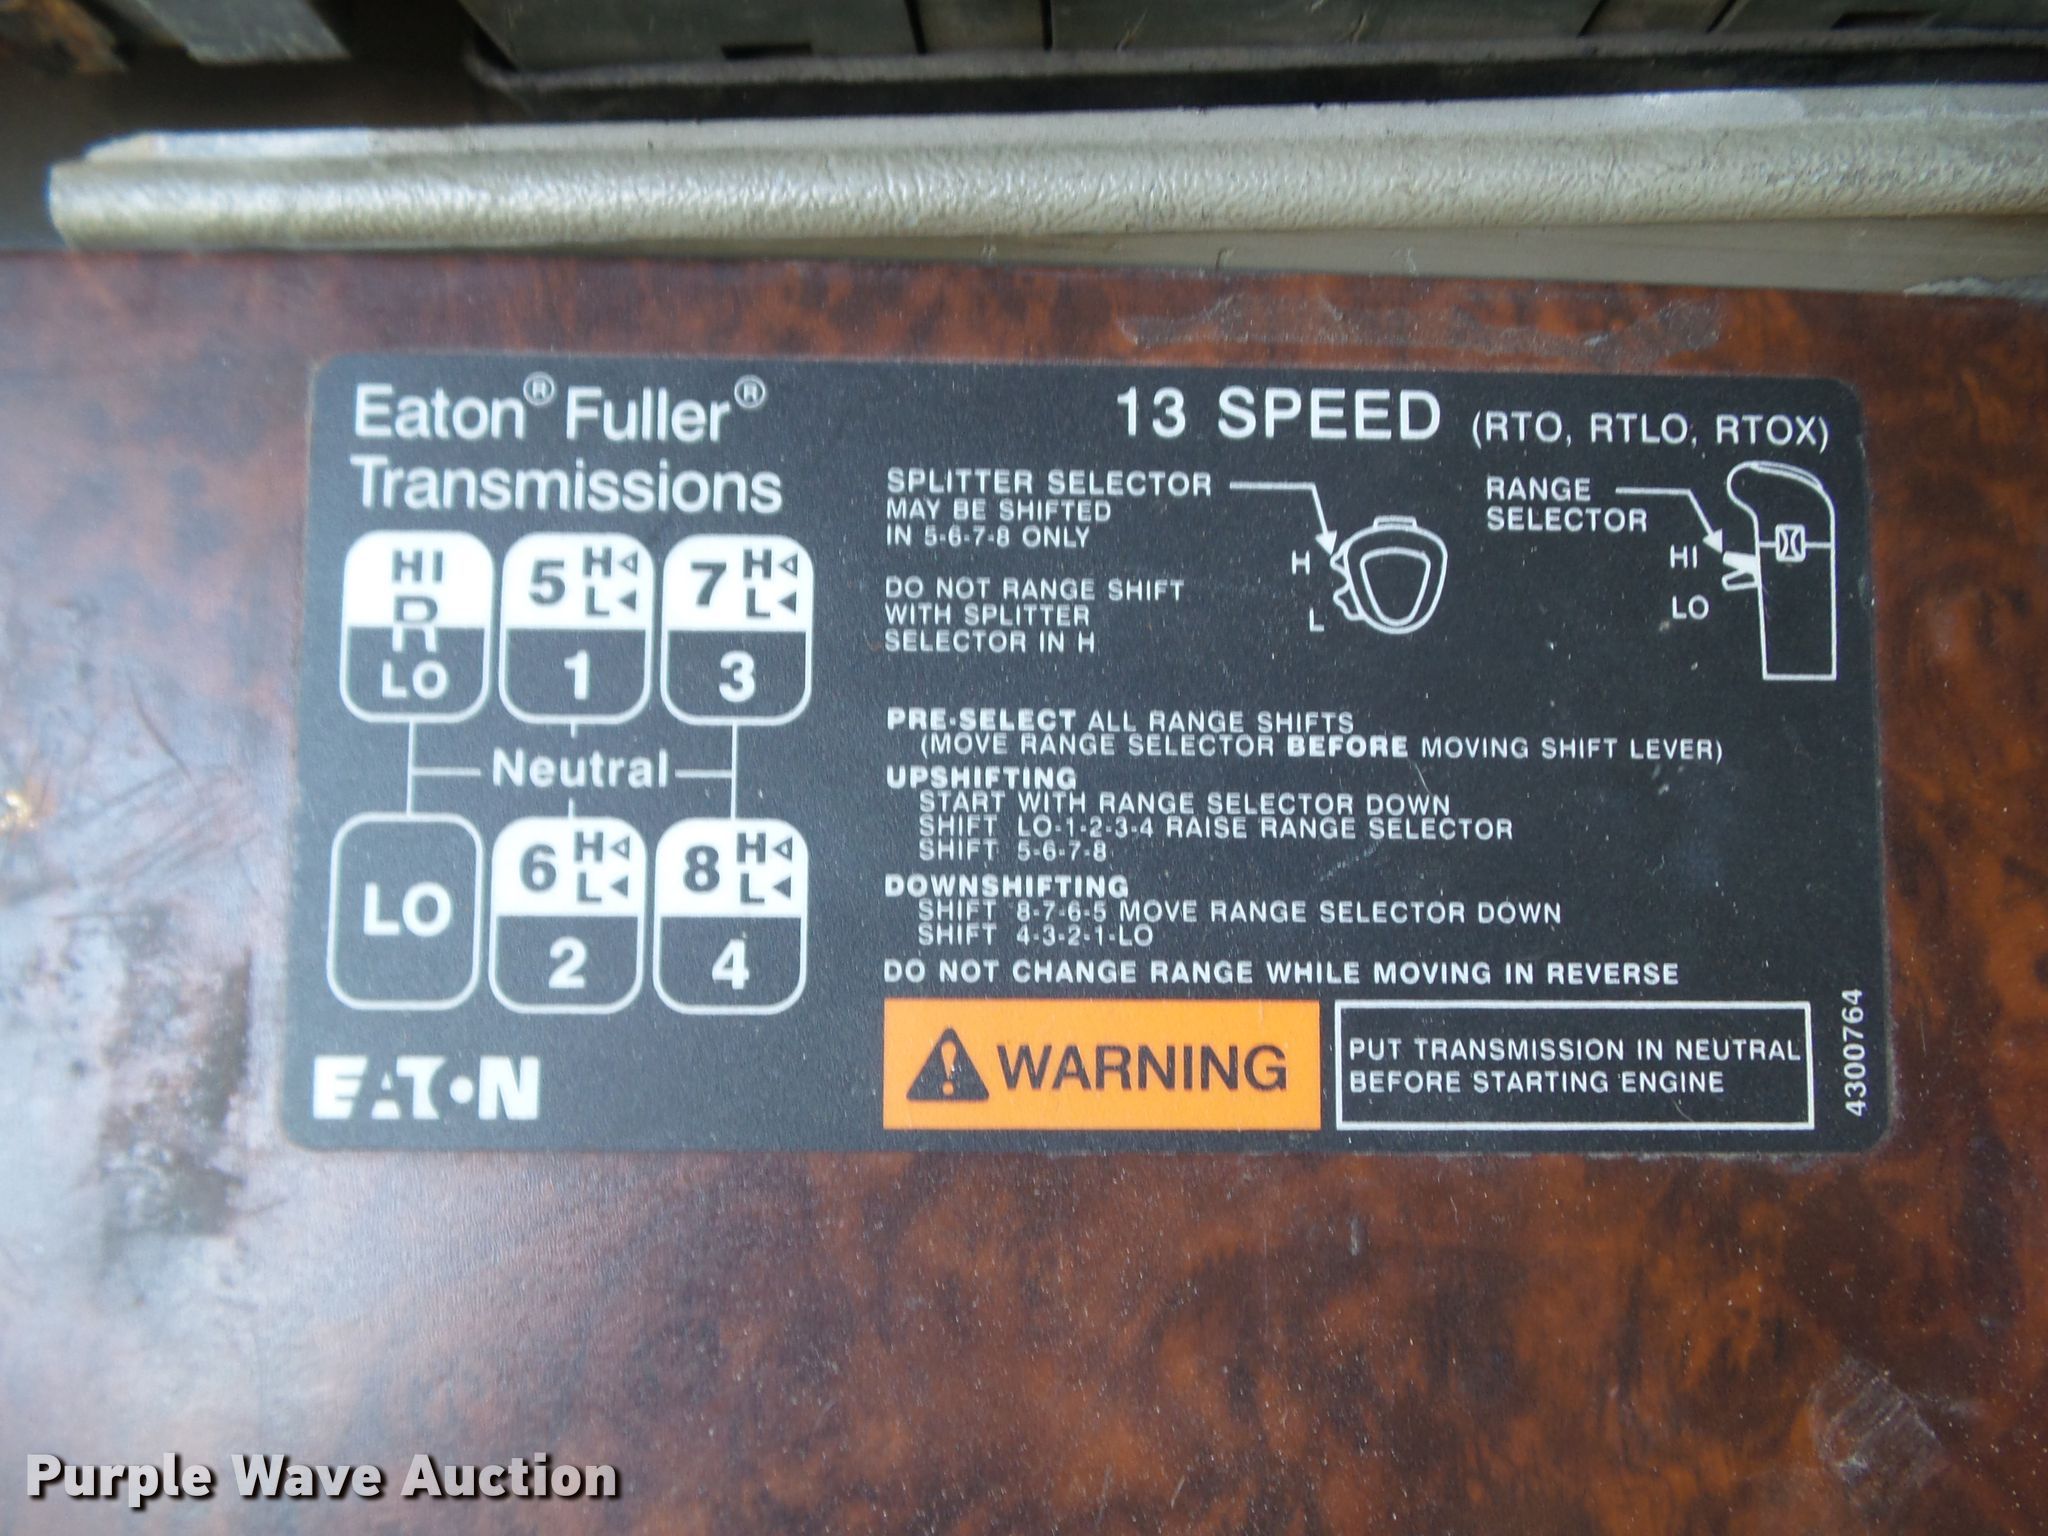 Eaton® Fuller®
Transmissions
13 SPEED (RTO, RTLO, RTOX)
HI
R
LO
5 H L
1
7 H L
3
Neutral
LO
6 H L
2
8 H L
4
EATON
SPLITTER SELECTOR
MAY BE SHIFTED
IN 5-6-7-8 ONLY
H
L
RANGE
SELECTOR
HI
LO
DO NOT RANGE SHIFT
WITH SPLITTER
SELECTOR IN H
PRE-SELECT ALL RANGE SHIFTS
(MOVE RANGE SELECTOR BEFORE MOVING SHIFT LEVER)
UPSHIFTING
START WITH RANGE SELECTOR DOWN
SHIFT LO-1-2-3-4 RAISE RANGE SELECTOR
SHIFT 5-6-7-8
DOWNSHIFTING
SHIFT 8-7-6-5 MOVE RANGE SELECTOR DOWN
SHIFT 4-3-2-1-LO
DO NOT CHANGE RANGE WHILE MOVING IN REVERSE
WARNING
PUT TRANSMISSION IN NEUTRAL
BEFORE STARTING ENGINE
4300764
Purple Wave Auction